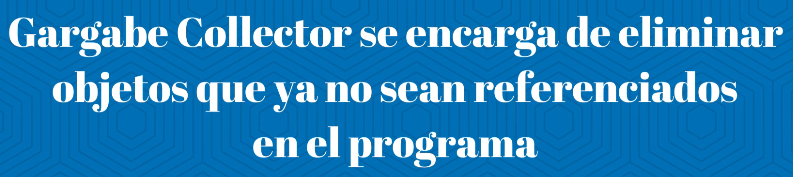 Gargabe Collector se encarga de eliminar
objetos que ya no sean referenciados
en el programa